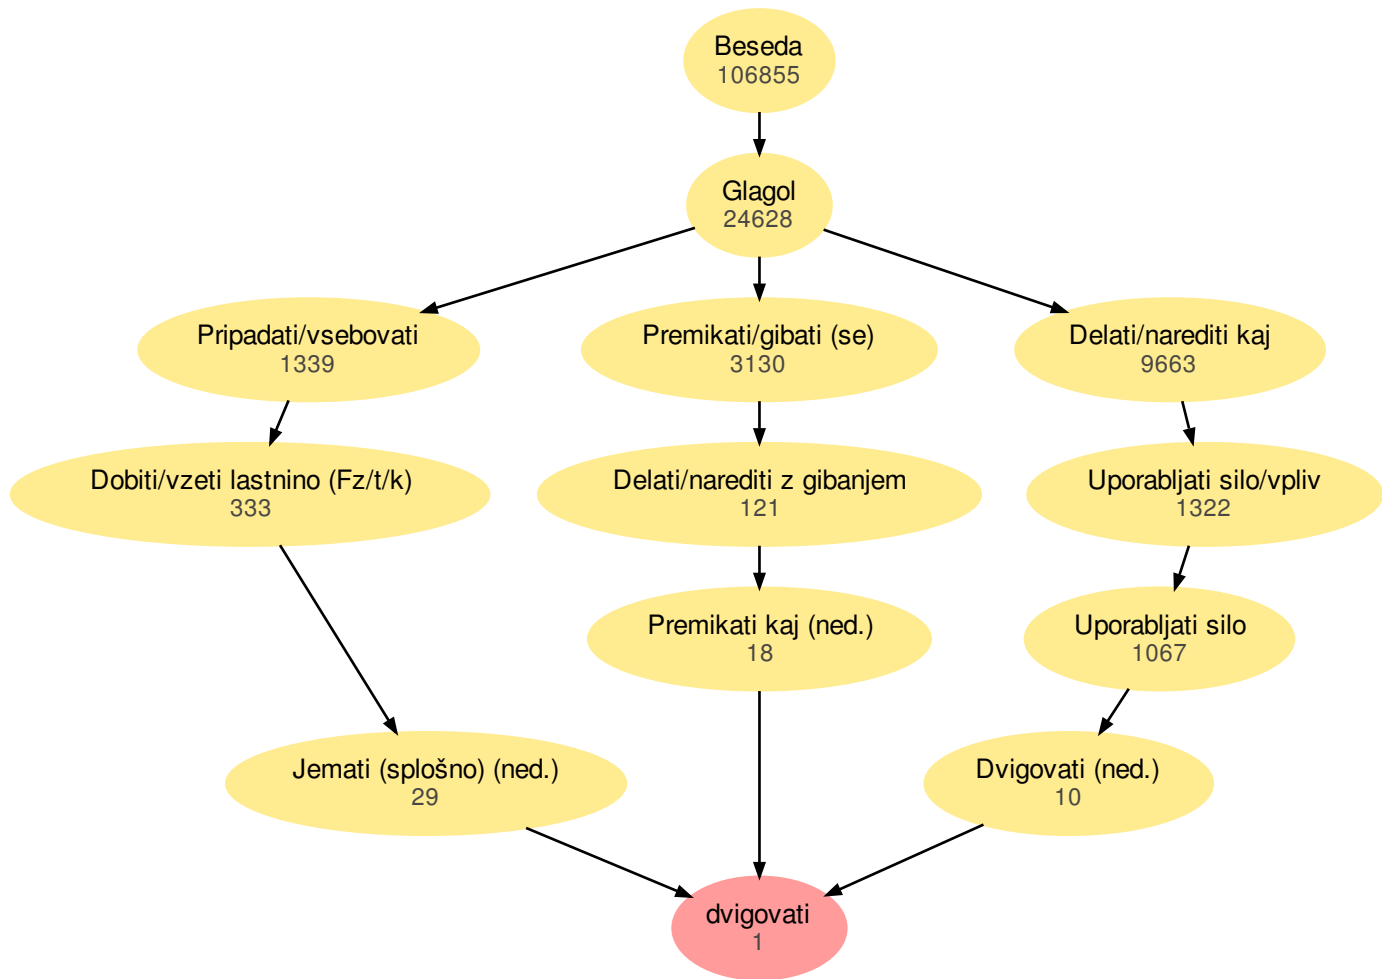 Beseda
106855
Glagol
24628
Pripadati/vsebovati
1339
Premikati/gibati (se)
3130
Delati/narediti kaj
9663
Dobiti/vzeti lastnino (Fz/t/k)
333
Delati/narediti z gibanjem
121
Uporabljati silo/vpliv
1322
Premikati kaj (ned.)
18
Uporabljati silo
1067
Jemati (splošno) (ned.)
29
Dvigovati (ned.)
10
dvigovati
1